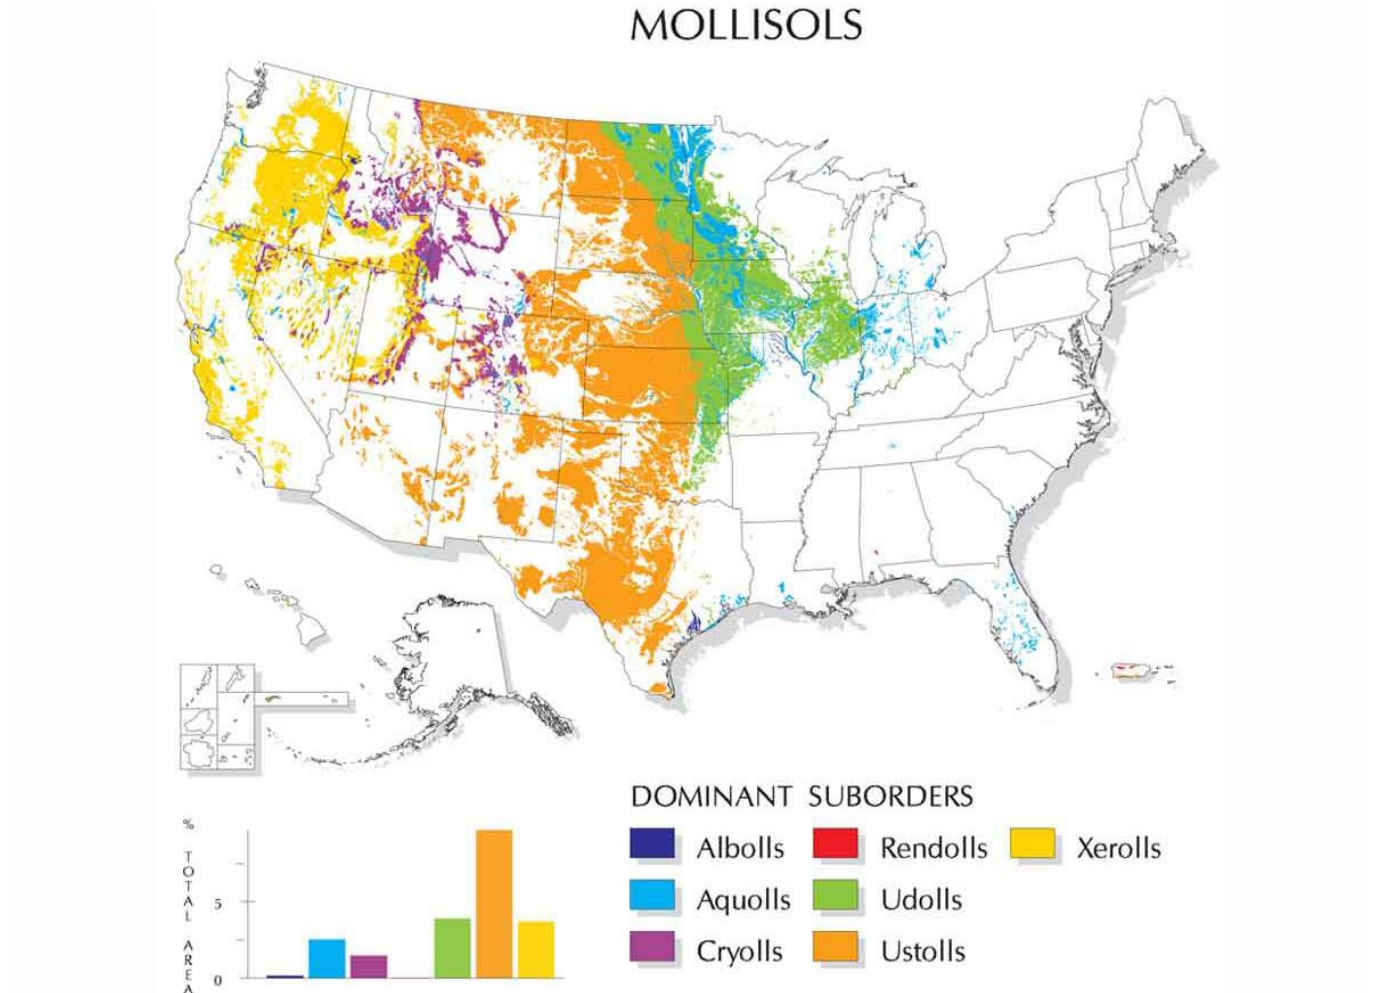 MOLLISOLS
DOMINANT SUBORDERS
Albolls
Rendolls
Xerolls
Aquolls
Udolls
Cryolls
Ustolls
% TOTAL AREA
5
0